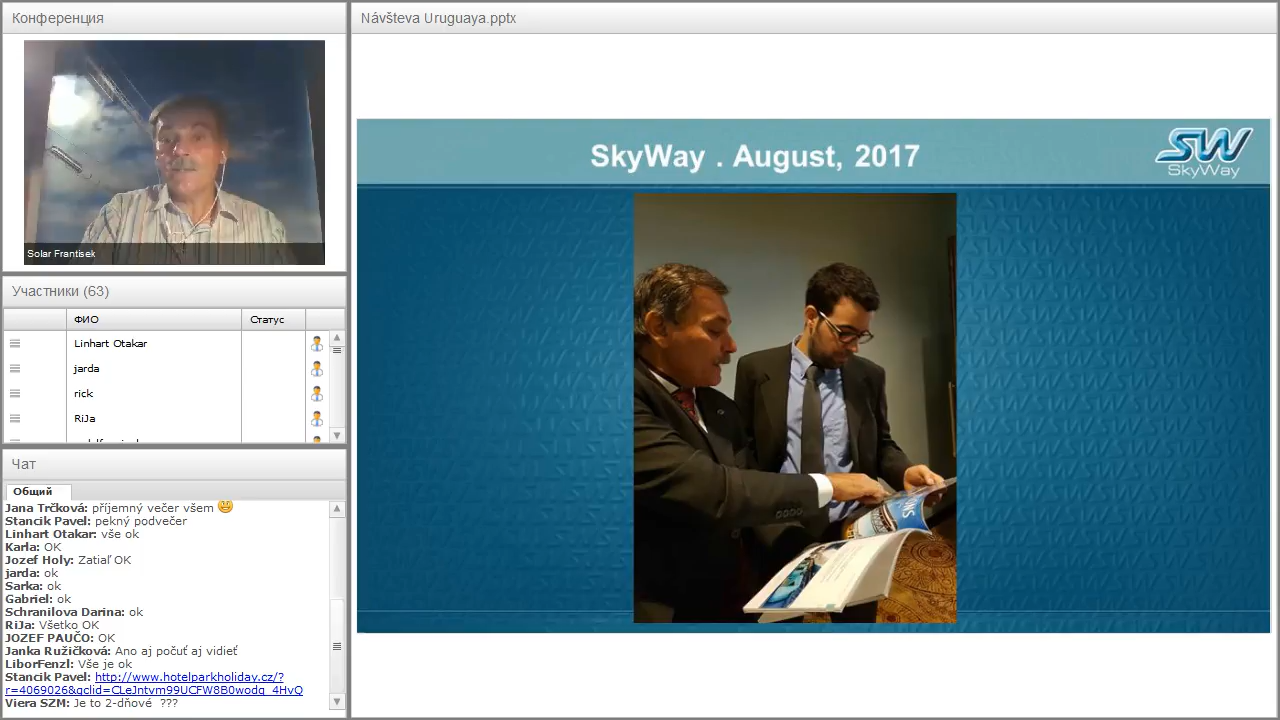 Конференция
Solar Frantisek
Участники (63)
ФИО
Статус
Linhart Otakar
jarda
rick
RiJa
Чат
Общий
Jana Trčková: příjemný večer všem
Stancik Pavel: pekný podvečer
Linhart Otakar: vše ok
Karla: OK
Jozef Holy: Zatiaľ OK
jarda: ok
Sarka: ok
Gabriel: ok
Schranilova Darina: ok
RiJa: Všetko OK
JOZEF PAUČO: OK
Janka Ružičková: Ano aj počuť aj vidieť
LiborFenzl: Vše je ok
Stancik Pavel: http://www.hotelparkholiday.cz/?
r=4069026&gclid=CLeJntvm99UCFW8B0wodq_4HvQ
Viera SZM: Je to 2-dňové ???
Návšteva Uruguaya.pptx
SkyWay . August, 2017
SW
SkyWay